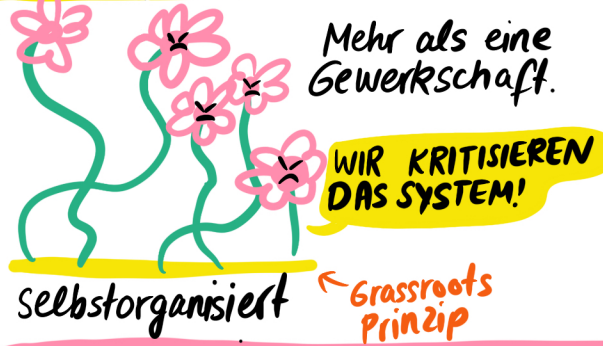 Mehr als eine
Gewerkschaft.
WIR KRITISIEREN
DAS SYSTEM!
Selbstorganisiert
Grassroots
Prinzip